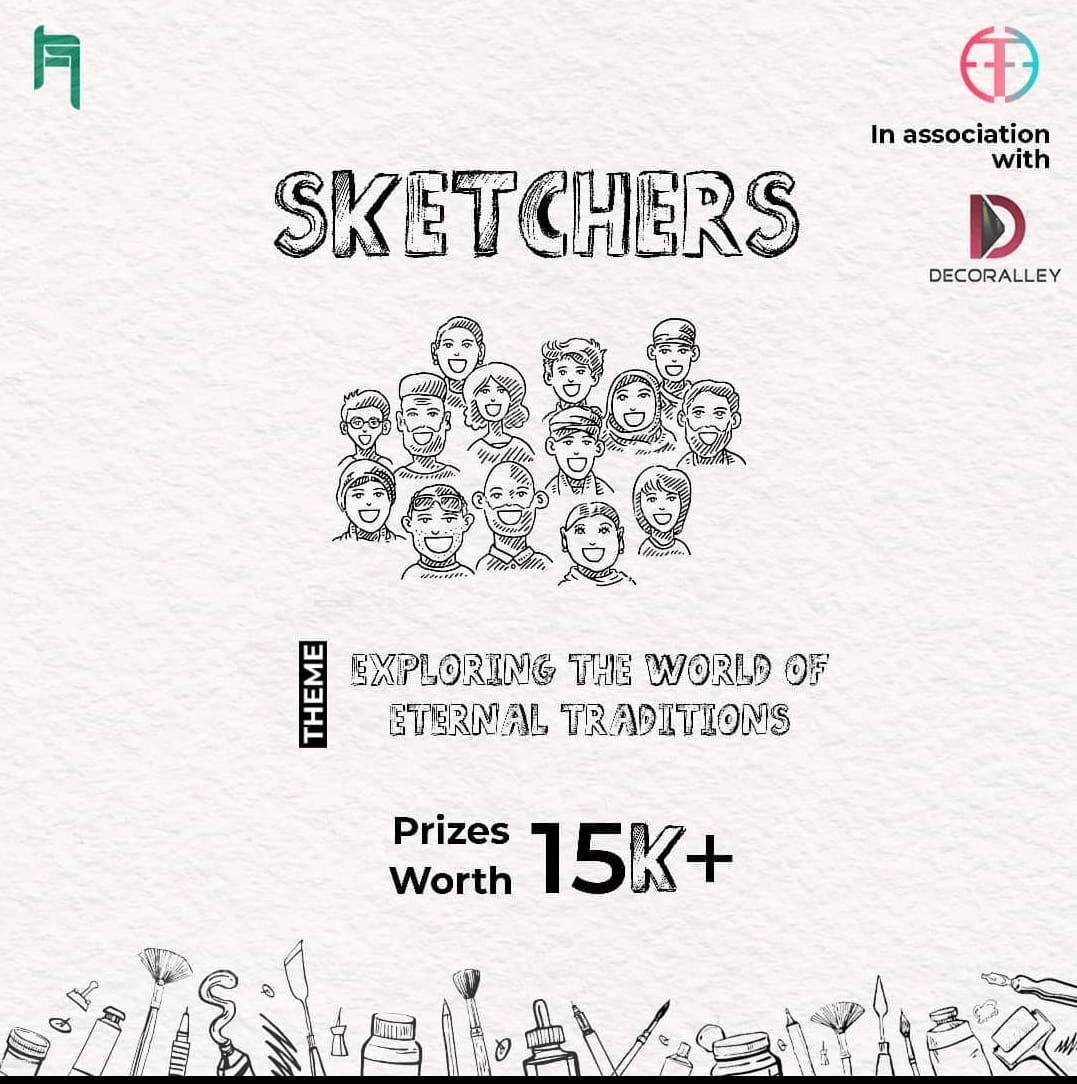 In association
with
DECORALLEY
SKETCHERS
THEME
EXPLORING THE WORLD OF
ETERNAL TRADITIONS
Prizes
Worth
15K+